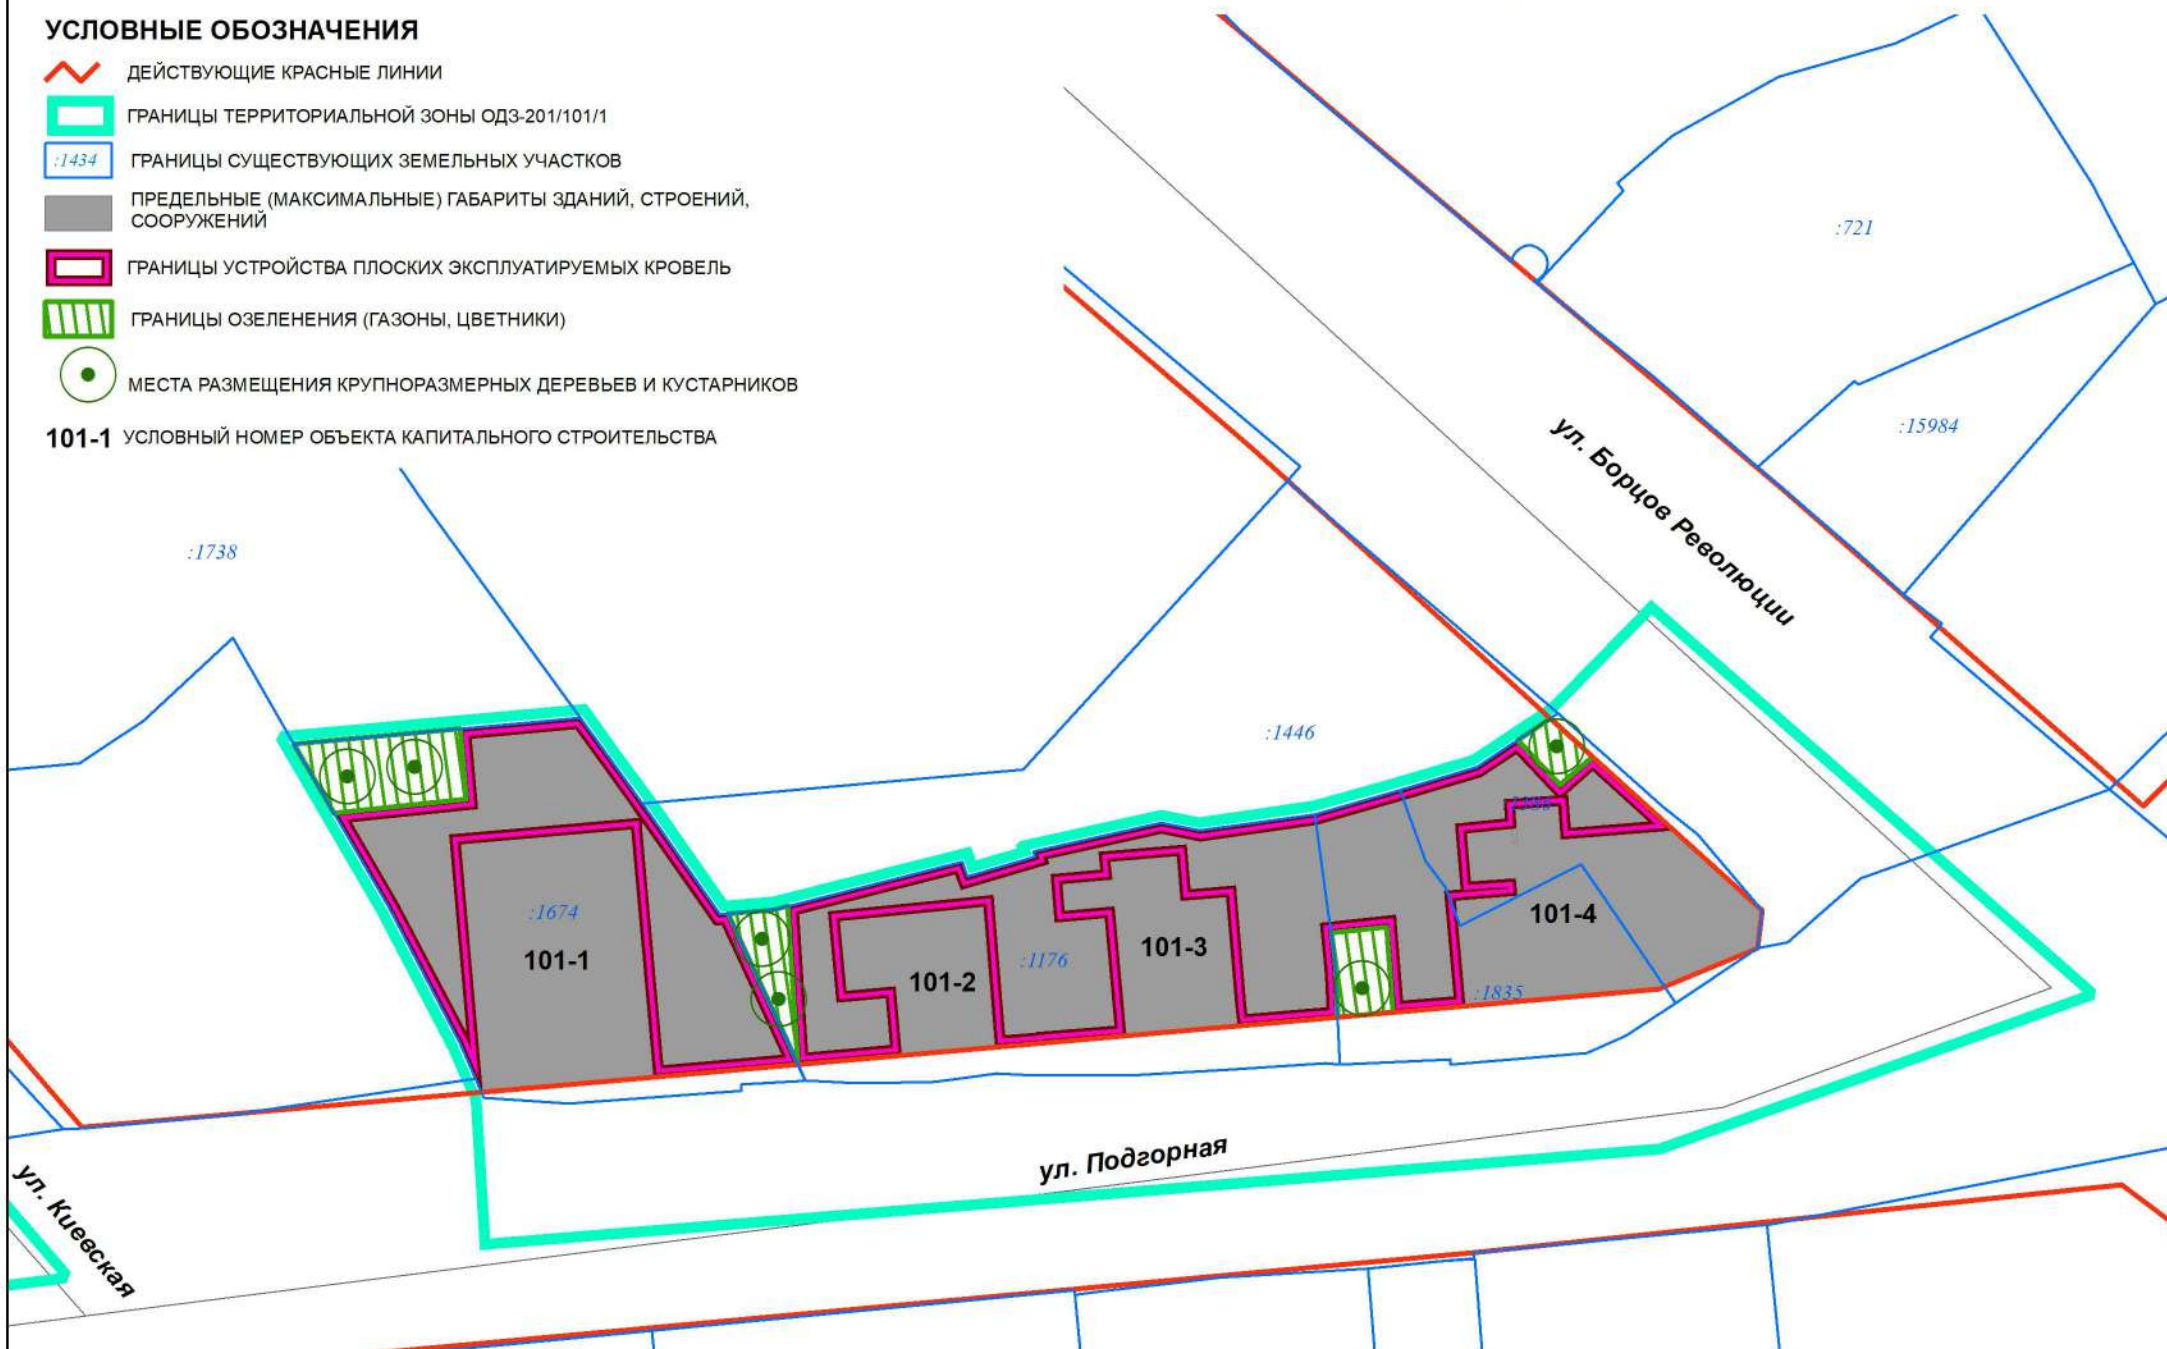 УСЛОВНЫЕ ОБОЗНАЧЕНИЯ
ДЕЙСТВУЮЩИЕ КРАСНЫЕ ЛИНИИ
ГРАНИЦЫ ТЕРРИТОРИАЛЬНОЙ ЗОНЫ ОДЗ-201/101/1
:1434 ГРАНИЦЫ СУЩЕСТВУЮЩИХ ЗЕМЕЛЬНЫХ УЧАСТКОВ
ПРЕДЕЛЬНЫЕ (МАКСИМАЛЬНЫЕ) ГАБАРИТЫ ЗДАНИЙ, СТРОЕНИЙ,
СООРУЖЕНИЙ
ГРАНИЦЫ УСТРОЙСТВА ПЛОСКИХ ЭКСПЛУАТИРУЕМЫХ КРОВЕЛЬ
ГРАНИЦЫ ОЗЕЛЕНЕНИЯ (ГАЗОНЫ, ЦВЕТНИКИ)
МЕСТА РАЗМЕЩЕНИЯ КРУПНОРАЗМЕРНЫХ ДЕРЕВЬЕВ И КУСТАРНИКОВ
101-1 УСЛОВНЫЙ НОМЕР ОБЪЕКТА КАПИТАЛЬНОГО СТРОИТЕЛЬСТВА
:721
:15984
ул. Борцов Революции
:1738
:1446
:1674
101-1
101-2
:1176
101-3
101-4
:1835
ул. Подгорная
ул. Киевская